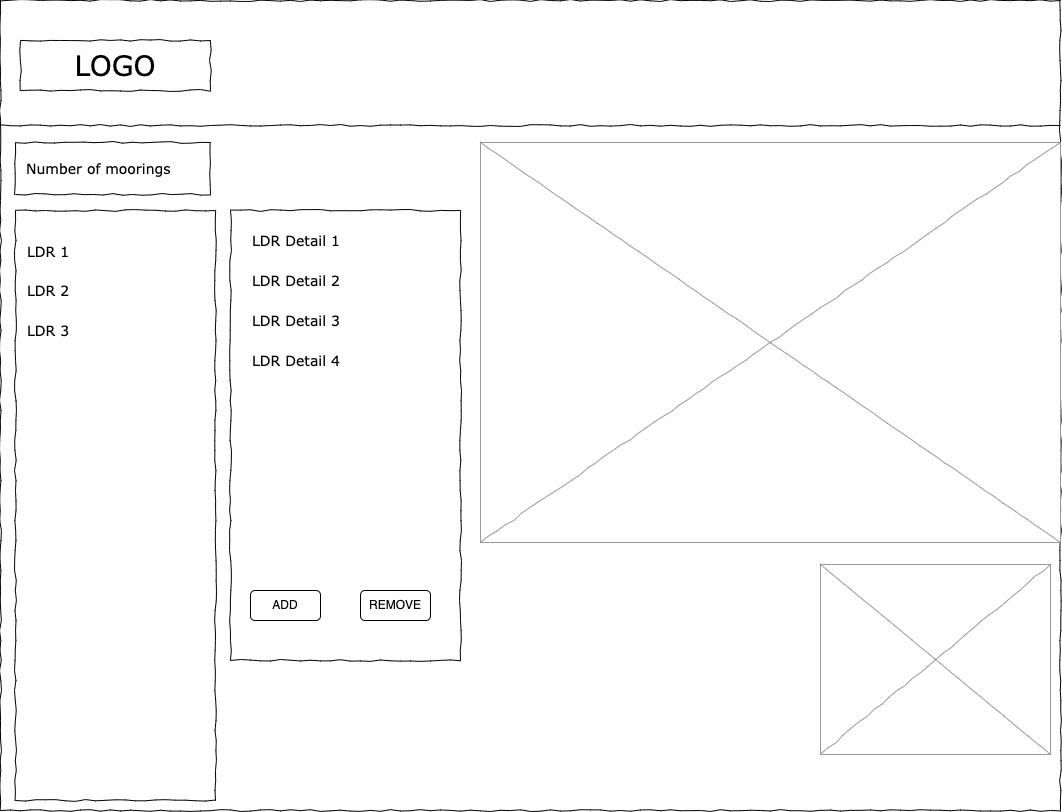 LOGO
Number of moorings
LDR 1
LDR 2
LDR 3
LDR Detail 1
LDR Detail 2
LDR Detail 3
LDR Detail 4
ADD
REMOVE